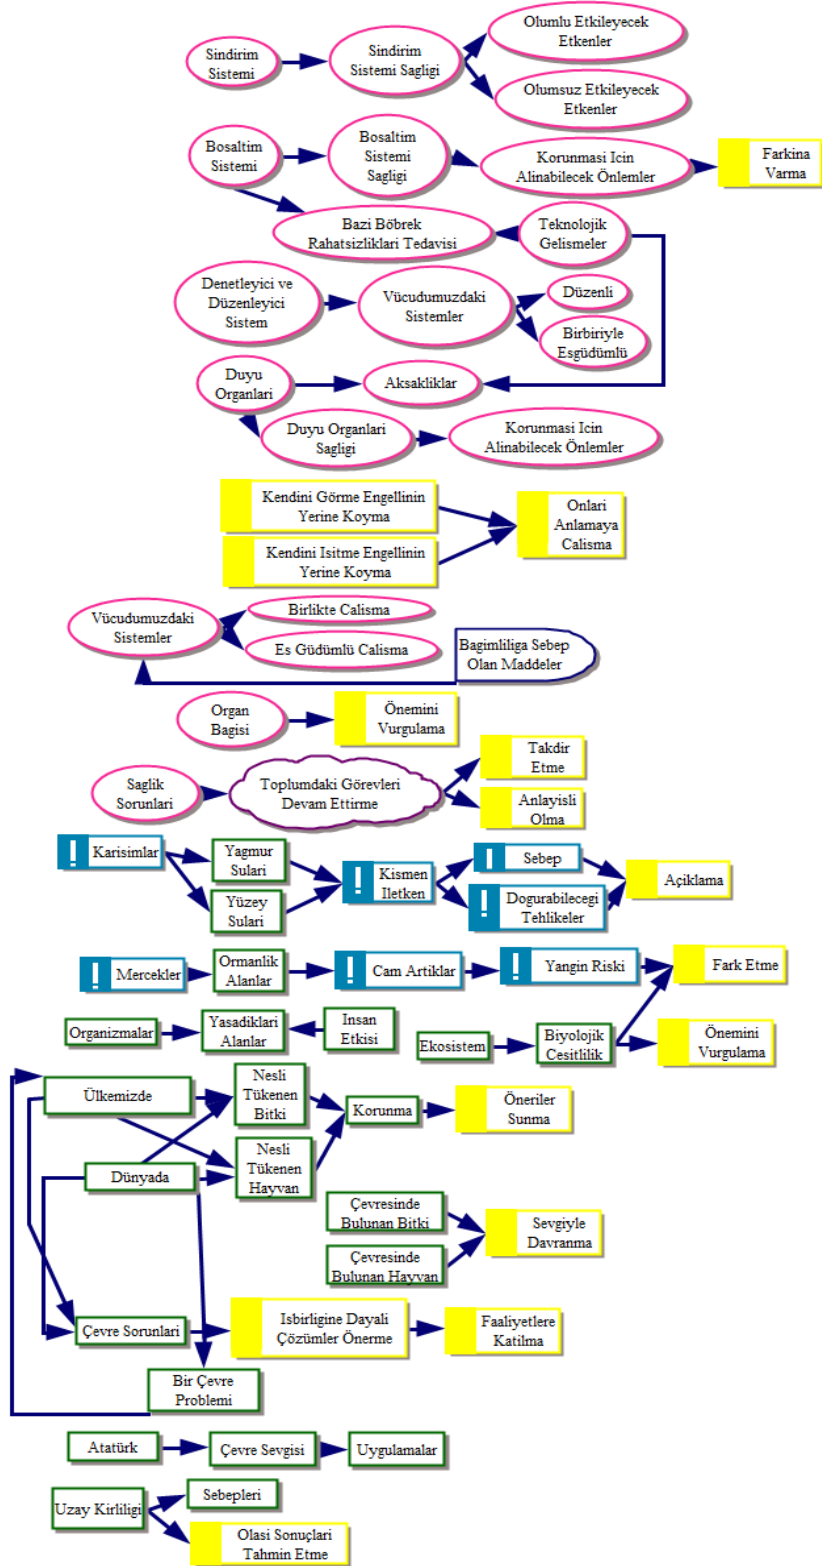 Sindirim
Sistemi
Sindirim
Sistemi Sagligi
Olumlu Etkileyecek
Etkenler
Olumsuz Etkileyecek
Etkenler
Bosaltim
Sistemi
Bosaltim
Sistemi
Sagligi
Korunmasi Icin
Alinabilecek Önlemler
Farkina
Varma
Bazi Böbrek
Rahatsizliklari Tedavisi
Teknolojik
Gelismeler
Denetleyici ve
Düzenleyici
Sistem
Vücudumuzdaki
Sistemler
Düzenli
Birbiriyle
Esgüdümlü
Duyu
Organlari
Aksakliklar
Duyu Organlari
Sagligi
Korunmasi Icin
Alinabilecek Önlemler
Kendini Görme Engellinin
Yerine Koyma
Kendini Isitme Engellinin
Yerine Koyma
Onlari
Anlamaya
Calisma
Vücudumuzdaki
Sistemler
Birlikte Calisma
Es Güdümlü Calisma
Bagimliliga Sebep
Olan Maddeler
Organ
Bagisi
Önemini
Vurgulama
Saglik
Sorunlari
Toplumdaki Görevleri
Devam Ettirme
Takdir
Etme
Anlayisli
Olma
Karisimlar
Yagmur
Sulari
Yüzey
Sulari
Kismen
Iletken
Sebep
Dogurabilecegi
Tehlikeler
Açiklama
Mercekler
Ormanlik
Alanlar
Cam Artiklar
Yangin Riski
Fark Etme
Organizmalar
Yasadiklari
Alanlar
Insan
Etkisi
Ekosistem
Biyolojik
Cesitlilik
Önemini
Vurgulama
Ülkemizde
Nesli
Tükenen
Bitki
Korunma
Öneriler
Sunma
Dünyada
Nesli
Tükenen
Hayvan
Çevresinde
Bulunan Bitki
Çevresinde
Bulunan Hayvan
Sevgiyle
Davranma
Çevre Sorunlari
Isbirligine Dayali
Çözümler Önerme
Faaliyetlere
Katilma
Bir Çevre
Problemi
Atatürk
Çevre Sevgisi
Uygulamalar
Uzay Kirliligi
Sebepleri
Olasi Sonuçlari
Tahmin Etme